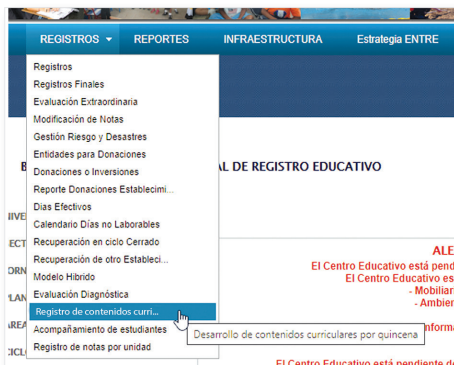 REGISTROS REPORTES INFRAESTRUCTURA Estrategia ENTRE
Registros
Registros Finales
Evaluación Extraordinaria
Modificación de Notas
Gestión Riesgo y Desastres
Entidades para Donaciones
Donaciones o Inversiones
AL DE REGISTRO EDUCATIVO
Reporte Donaciones Establecimi...
Dias Efectivos
Calendario Días no Laborables
Recuperación en ciclo Cerrado
Recuperación de otro Estableci...
Modelo Hibrido
Evaluación Diagnóstica
Registro de contenidos curri...
Acompañamiento de estudiantes
Registro de notas por unidad
Desarrollo de contenidos curriculares por quincena
ALE
El Centro Educativo está pend
El Centro Educativo es
- Mobiliar
- Ambien
nforma
El Centro Educativo está pendiente de